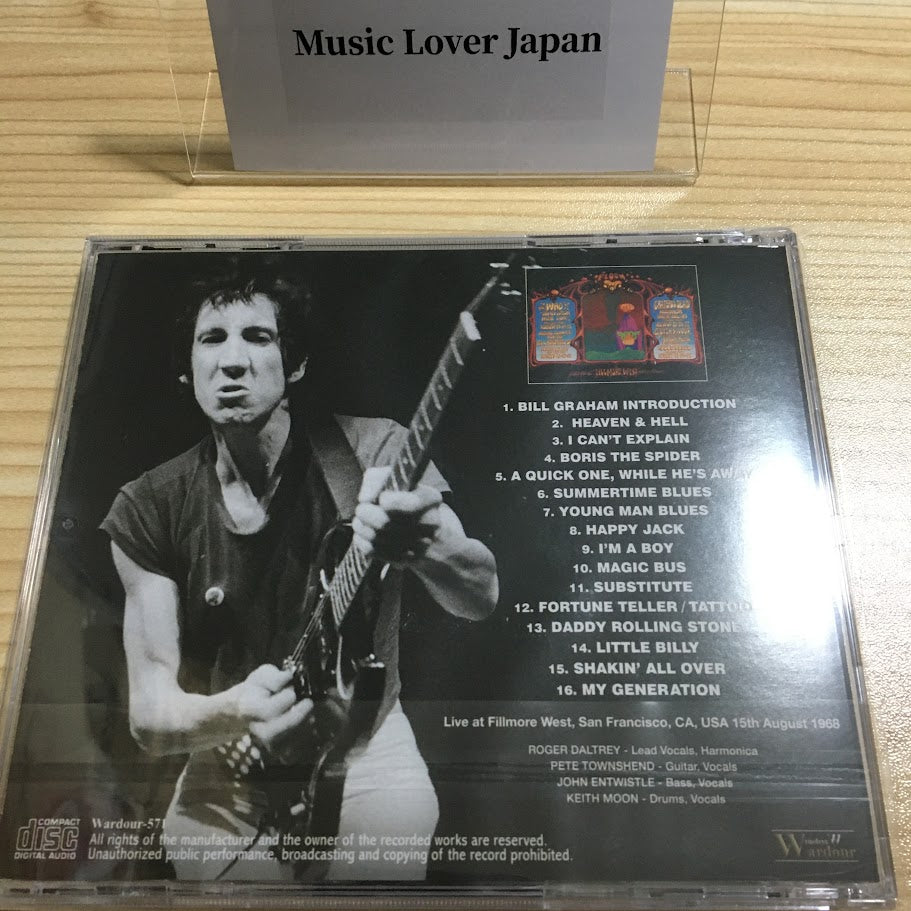 Music Lover Japan
1. BILL GRAHAM INTRODUCTION
2. HEAVEN & HELL
3. I CAN'T EXPLAIN
4. BORIS THE SPIDER
5. A QUICK ONE, WHILE HE'S AWAY
6. SUMMERTIME BLUES
7. YOUNG MAN BLUES
8. HAPPY JACK
9. I'M A BOY
10. MAGIC BUS
11. SUBSTITUTE
12. FORTUNE TELLER / TATTOO
13. DADDY ROLLING STONE
14. LITTLE BILLY
15. SHAKIN' ALL OVER
16. MY GENERATION
Live at Fillmore West, San Francisco, CA, USA 15th August 1968
ROGER DALTREY - Lead Vocals, Harmonica
PETE TOWNSHEND - Guitar, Vocals
JOHN ENTWISTLE - Bass, Vocals
KEITH MOON - Drums, Vocals
COMPACT
disc
DIGITAL AUDIO
Wardour-571
All rights of the manufacturer and the owner of the recorded works are reserved.
Unauthorized public performance, broadcasting and copying of the record prohibited.
Wardour